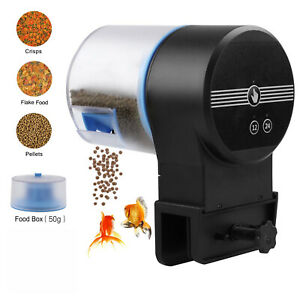 Crisps
Flake Food
Pellets
Food Box ( 50g )
12 24